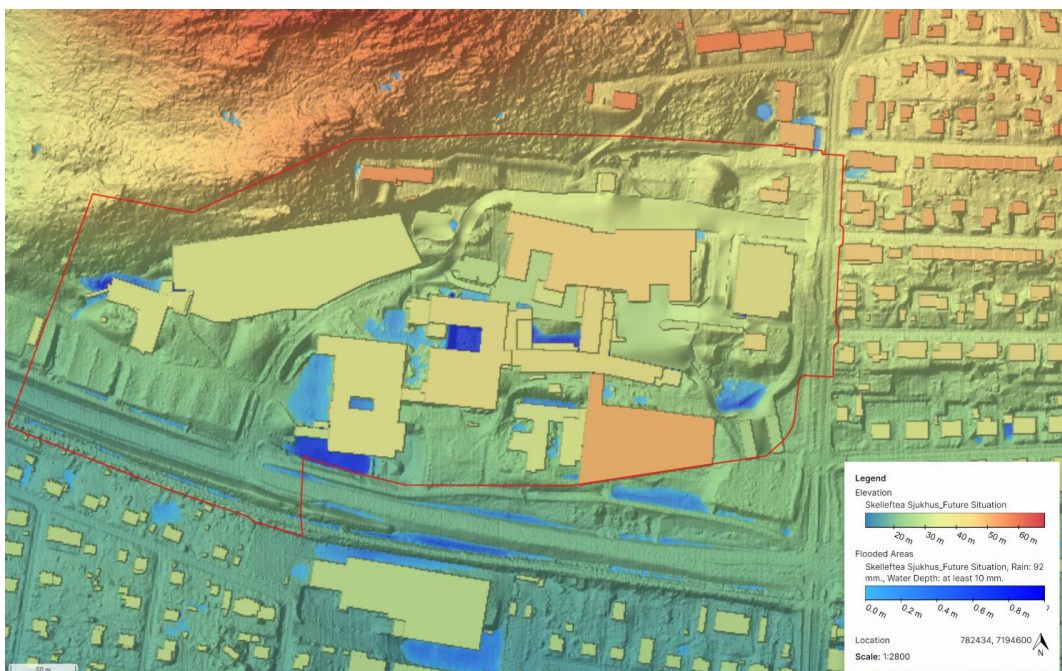 Legend
Elevation
Skelleftea Sjukhus_Future Situation
20 m 30 m 40 m 50 m 60 m
Flooded Areas
Skelleftea Sjukhus_Future Situation, Rain: 92
mm., Water Depth: at least 10 mm.
0.0 m 0.2 m 0.4 m 0.6 m 0.8 m
Location 782434, 7194600
Scale: 1:2800
N
50 m